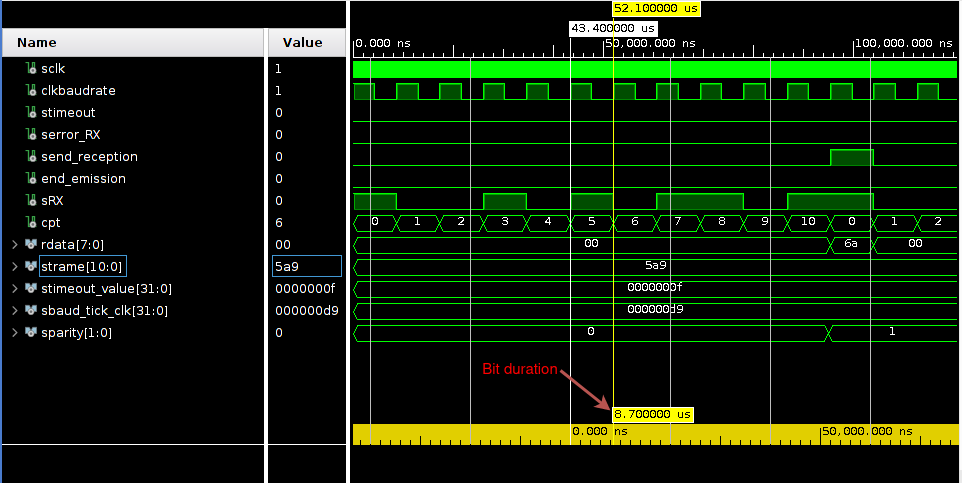 52.100000 us
43.400000 us
Name Value 0.000 ns 50,000.000 ns 100,000.000 ns
sclk 1
clkbaudrate 1
stimeout 0
serror_RX 0
send_reception 0
end_emission 0
sRX 0
cpt 6 0 1 2 3 4 5 6 7 8 9 10 0 1 2
rdata[7:0] 00 00 6a 00
strame[10:0] 5a9 5a9
stimeout_value[31:0] 0000000f 0000000f
sbaud_tick_clk[31:0] 000000d9 000000d9
sparity[1:0] 0 0 1
Bit duration
8.700000 us
0.000 ns 50,000.000 ns